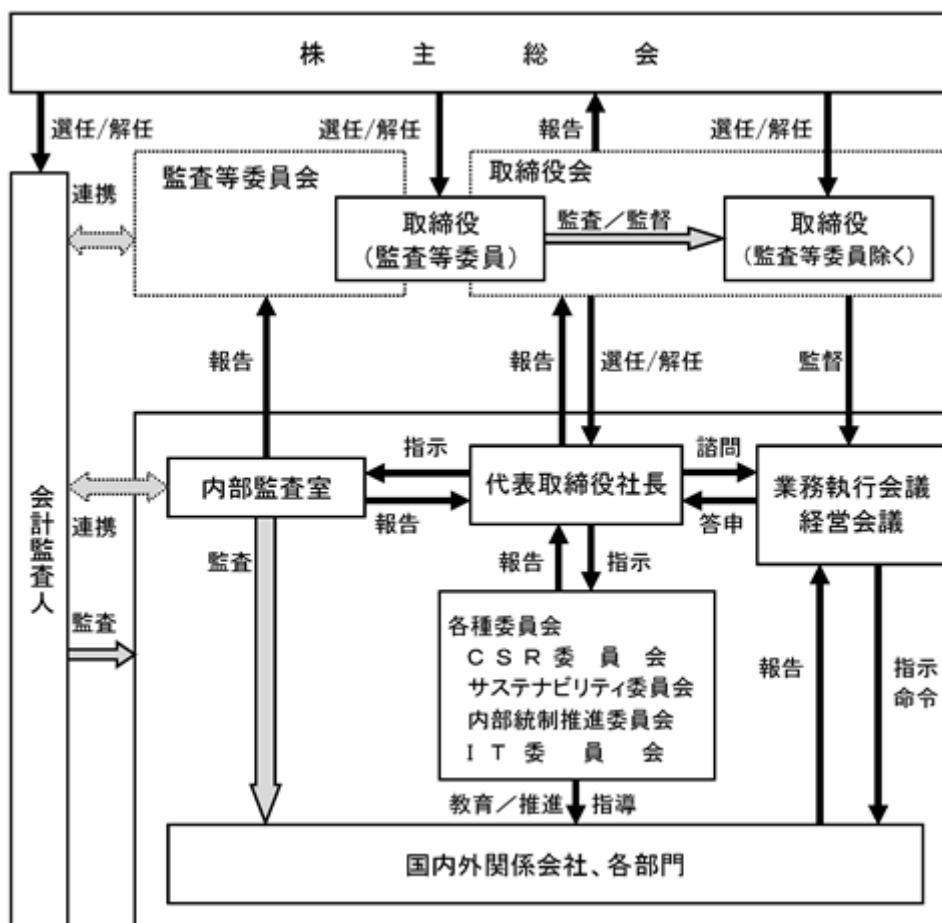 株主総会
選任/解任
選任/解任
報告
選任/解任
監査等委員会
取締役会
連携
取締役
(監査等委員)
監査/監督
取締役
(監査等委員除く)
報告
報告
選任/解任
監督
内部監査室
指示
報告
代表取締役社長
諮問
答申
業務執行会議
経営会議
連携
会計監査人
監査
監査
報告
指示
各種委員会
CSR委員会
サステナビリティ委員会
内部統制推進委員会
IT委員会
報告
指示
命令
教育/推進
指導
国内外関係会社、各部門